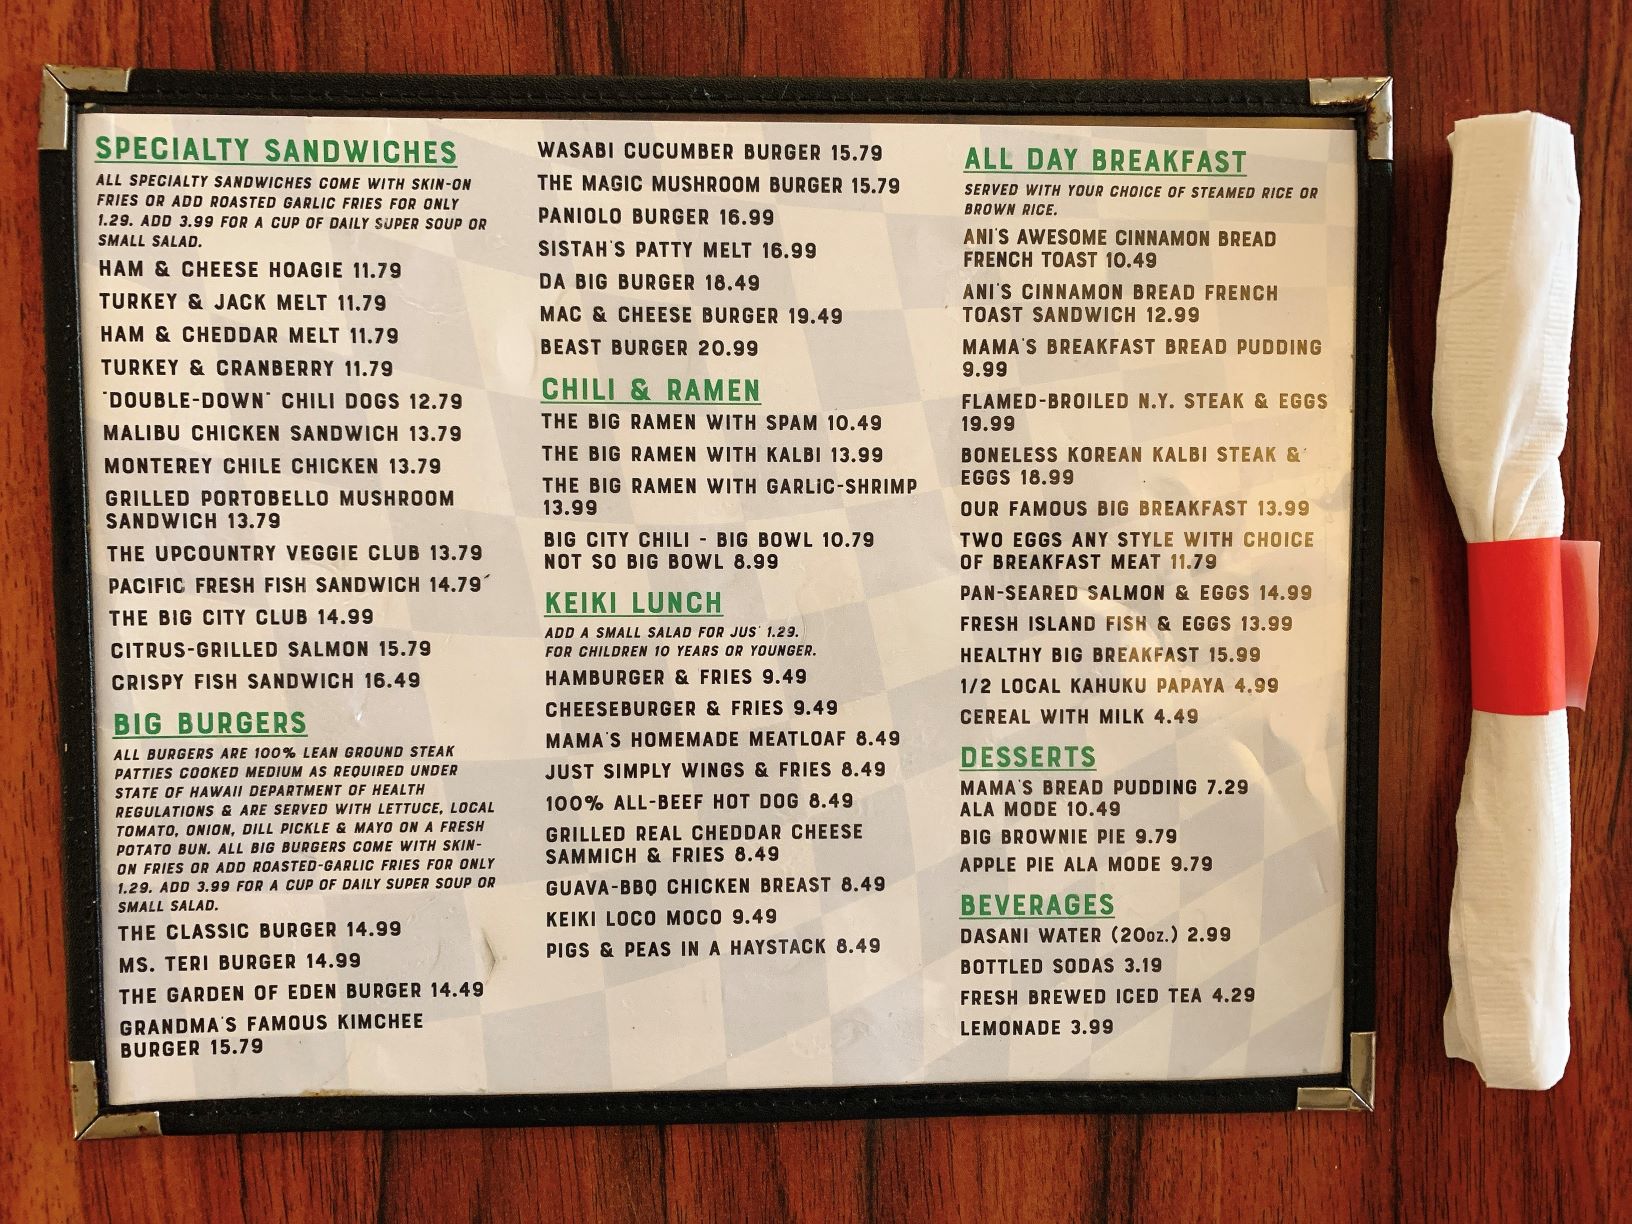 SPECIALTY SANDWICHES
ALL SPECIALTY SANDWICHES COME WITH SKIN-ON
FRIES OR ADD ROASTED GARLIC FRIES FOR ONLY
1.29. ADD 3.99 FOR A CUP OF DAILY SUPER SOUP OR
SMALL SALAD.
HAM & CHEESE HOAGIE 11.79
TURKEY & JACK MELT 11.79
HAM & CHEDDAR MELT 11.79
TURKEY & CRANBERRY 11.79
"DOUBLE-DOWN" CHILI DOGS 12.79
MALIBU CHICKEN SANDWICH 13.79
MONTEREY CHILE CHICKEN 13.79
GRILLED PORTOBELLO MUSHROOM
SANDWICH 13.79
THE UPCOUNTRY VEGGIE CLUB 13.79
PACIFIC FRESH FISH SANDWICH 14.79
THE BIG CITY CLUB 14.99
CITRUS-GRILLED SALMON 15.79
CRISPY FISH SANDWICH 16.49
BIG BURGERS
ALL BURGERS ARE 100% LEAN GROUND STEAK
PATTIES COOKED MEDIUM AS REQUIRED UNDER
STATE OF HAWAII DEPARTMENT OF HEALTH
REGULATIONS & ARE SERVED WITH LETTUCE, LOCAL
TOMATO, ONION, DILL PICKLE & MAYO ON A FRESH
POTATO BUN. ALL BIG BURGERS COME WITH SKIN-
ON FRIES OR ADD ROASTED-GARLIC FRIES FOR ONLY
1.29. ADD 3.99 FOR A CUP OF DAILY SUPER SOUP OR
SMALL SALAD.
THE CLASSIC BURGER 14.99
MS. TERI BURGER 14.99
THE GARDEN OF EDEN BURGER 14.49
GRANDMA'S FAMOUS KIMCHEE
BURGER 15.79
WASABI CUCUMBER BURGER 15.79
THE MAGIC MUSHROOM BURGER 15.79
PANIOLO BURGER 16.99
SISTAH'S PATTY MELT 16.99
DA BIG BURGER 18.49
MAC & CHEESE BURGER 19.49
BEAST BURGER 20.99
CHILI & RAMEN
THE BIG RAMEN WITH SPAM 10.49
THE BIG RAMEN WITH KALBI 13.99
THE BIG RAMEN WITH GARLIC-SHRIMP
13.99
BIG CITY CHILI - BIG BOWL 10.79
NOT SO BIG BOWL 8.99
KEIKI LUNCH
ADD A SMALL SALAD FOR JUS' 1.29.
FOR CHILDREN 10 YEARS OR YOUNGER.
HAMBURGER & FRIES 9.49
CHEESEBURGER & FRIES 9.49
MAMA'S HOMEMADE MEATLOAF 8.49
JUST SIMPLY WINGS & FRIES 8.49
100% ALL-BEEF HOT DOG 8.49
GRILLED REAL CHEDDAR CHEESE
SAMMICH & FRIES 8.49
GUAVA-BBQ CHICKEN BREAST 8.49
KEIKI LOCO MOCO 9.49
PIGS & PEAS IN A HAYSTACK 8.49
ALL DAY BREAKFAST
SERVED WITH YOUR CHOICE OF STEAMED RICE OR
BROWN RICE.
ANI'S AWESOME CINNAMON BREAD
FRENCH TOAST 10.49
ANI'S CINNAMON BREAD FRENCH
TOAST SANDWICH 12.99
MAMA'S BREAKFAST BREAD PUDDING
9.99
FLAMED-BROILED N.Y. STEAK & EGGS
19.99
BONELESS KOREAN KALBI STEAK &
EGGS 18.99
OUR FAMOUS BIG BREAKFAST 13.99
TWO EGGS ANY STYLE WITH CHOICE
OF BREAKFAST MEAT 11.79
PAN-SEARED SALMON & EGGS 14.99
FRESH ISLAND FISH & EGGS 13.99
HEALTHY BIG BREAKFAST 15.99
1/2 LOCAL KAHUKU PAPAYA 4.99
CEREAL WITH MILK 4.49
DESSERTS
MAMA'S BREAD PUDDING 7.29
ALA MODE 10.49
BIG BROWNIE PIE 9.79
APPLE PIE ALA MODE 9.79
BEVERAGES
DASANI WATER (20oz.) 2.99
BOTTLED SODAS 3.19
FRESH BREWED ICED TEA 4.29
LEMONADE 3.99